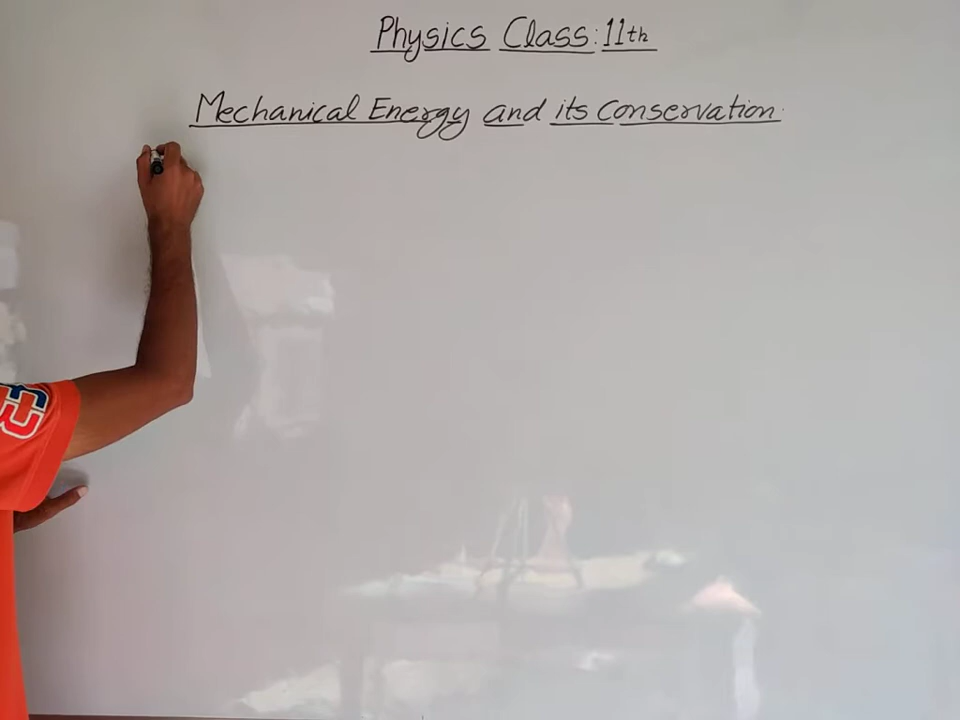 Physics Class: 11th
Mechanical Energy and its Conservation.